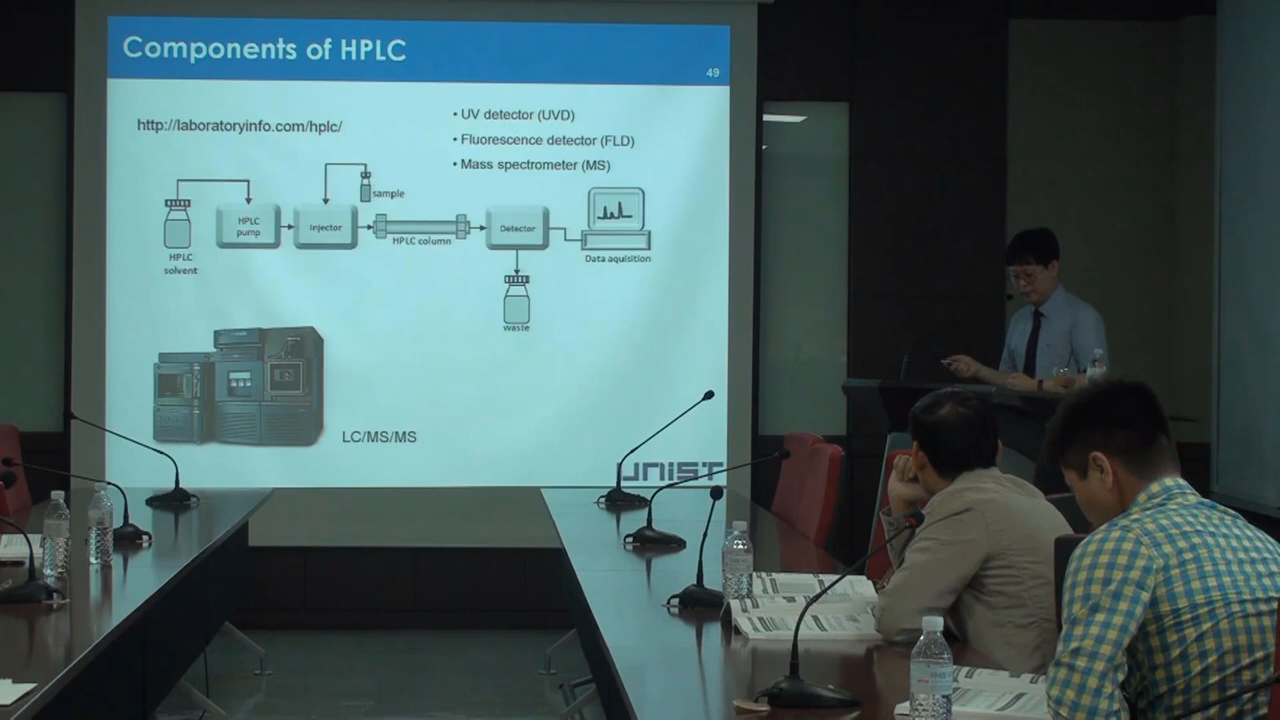 Components of HPLC
49
http://laboratoryinfo.com/hplc/
• UV detector (UVD)
• Fluorescence detector (FLD)
• Mass spectrometer (MS)
sample
HPLC
pump
Injector
HPLC column
Detector
HPLC
solvent
Data aquisition
waste
LC/MS/MS
UNIST